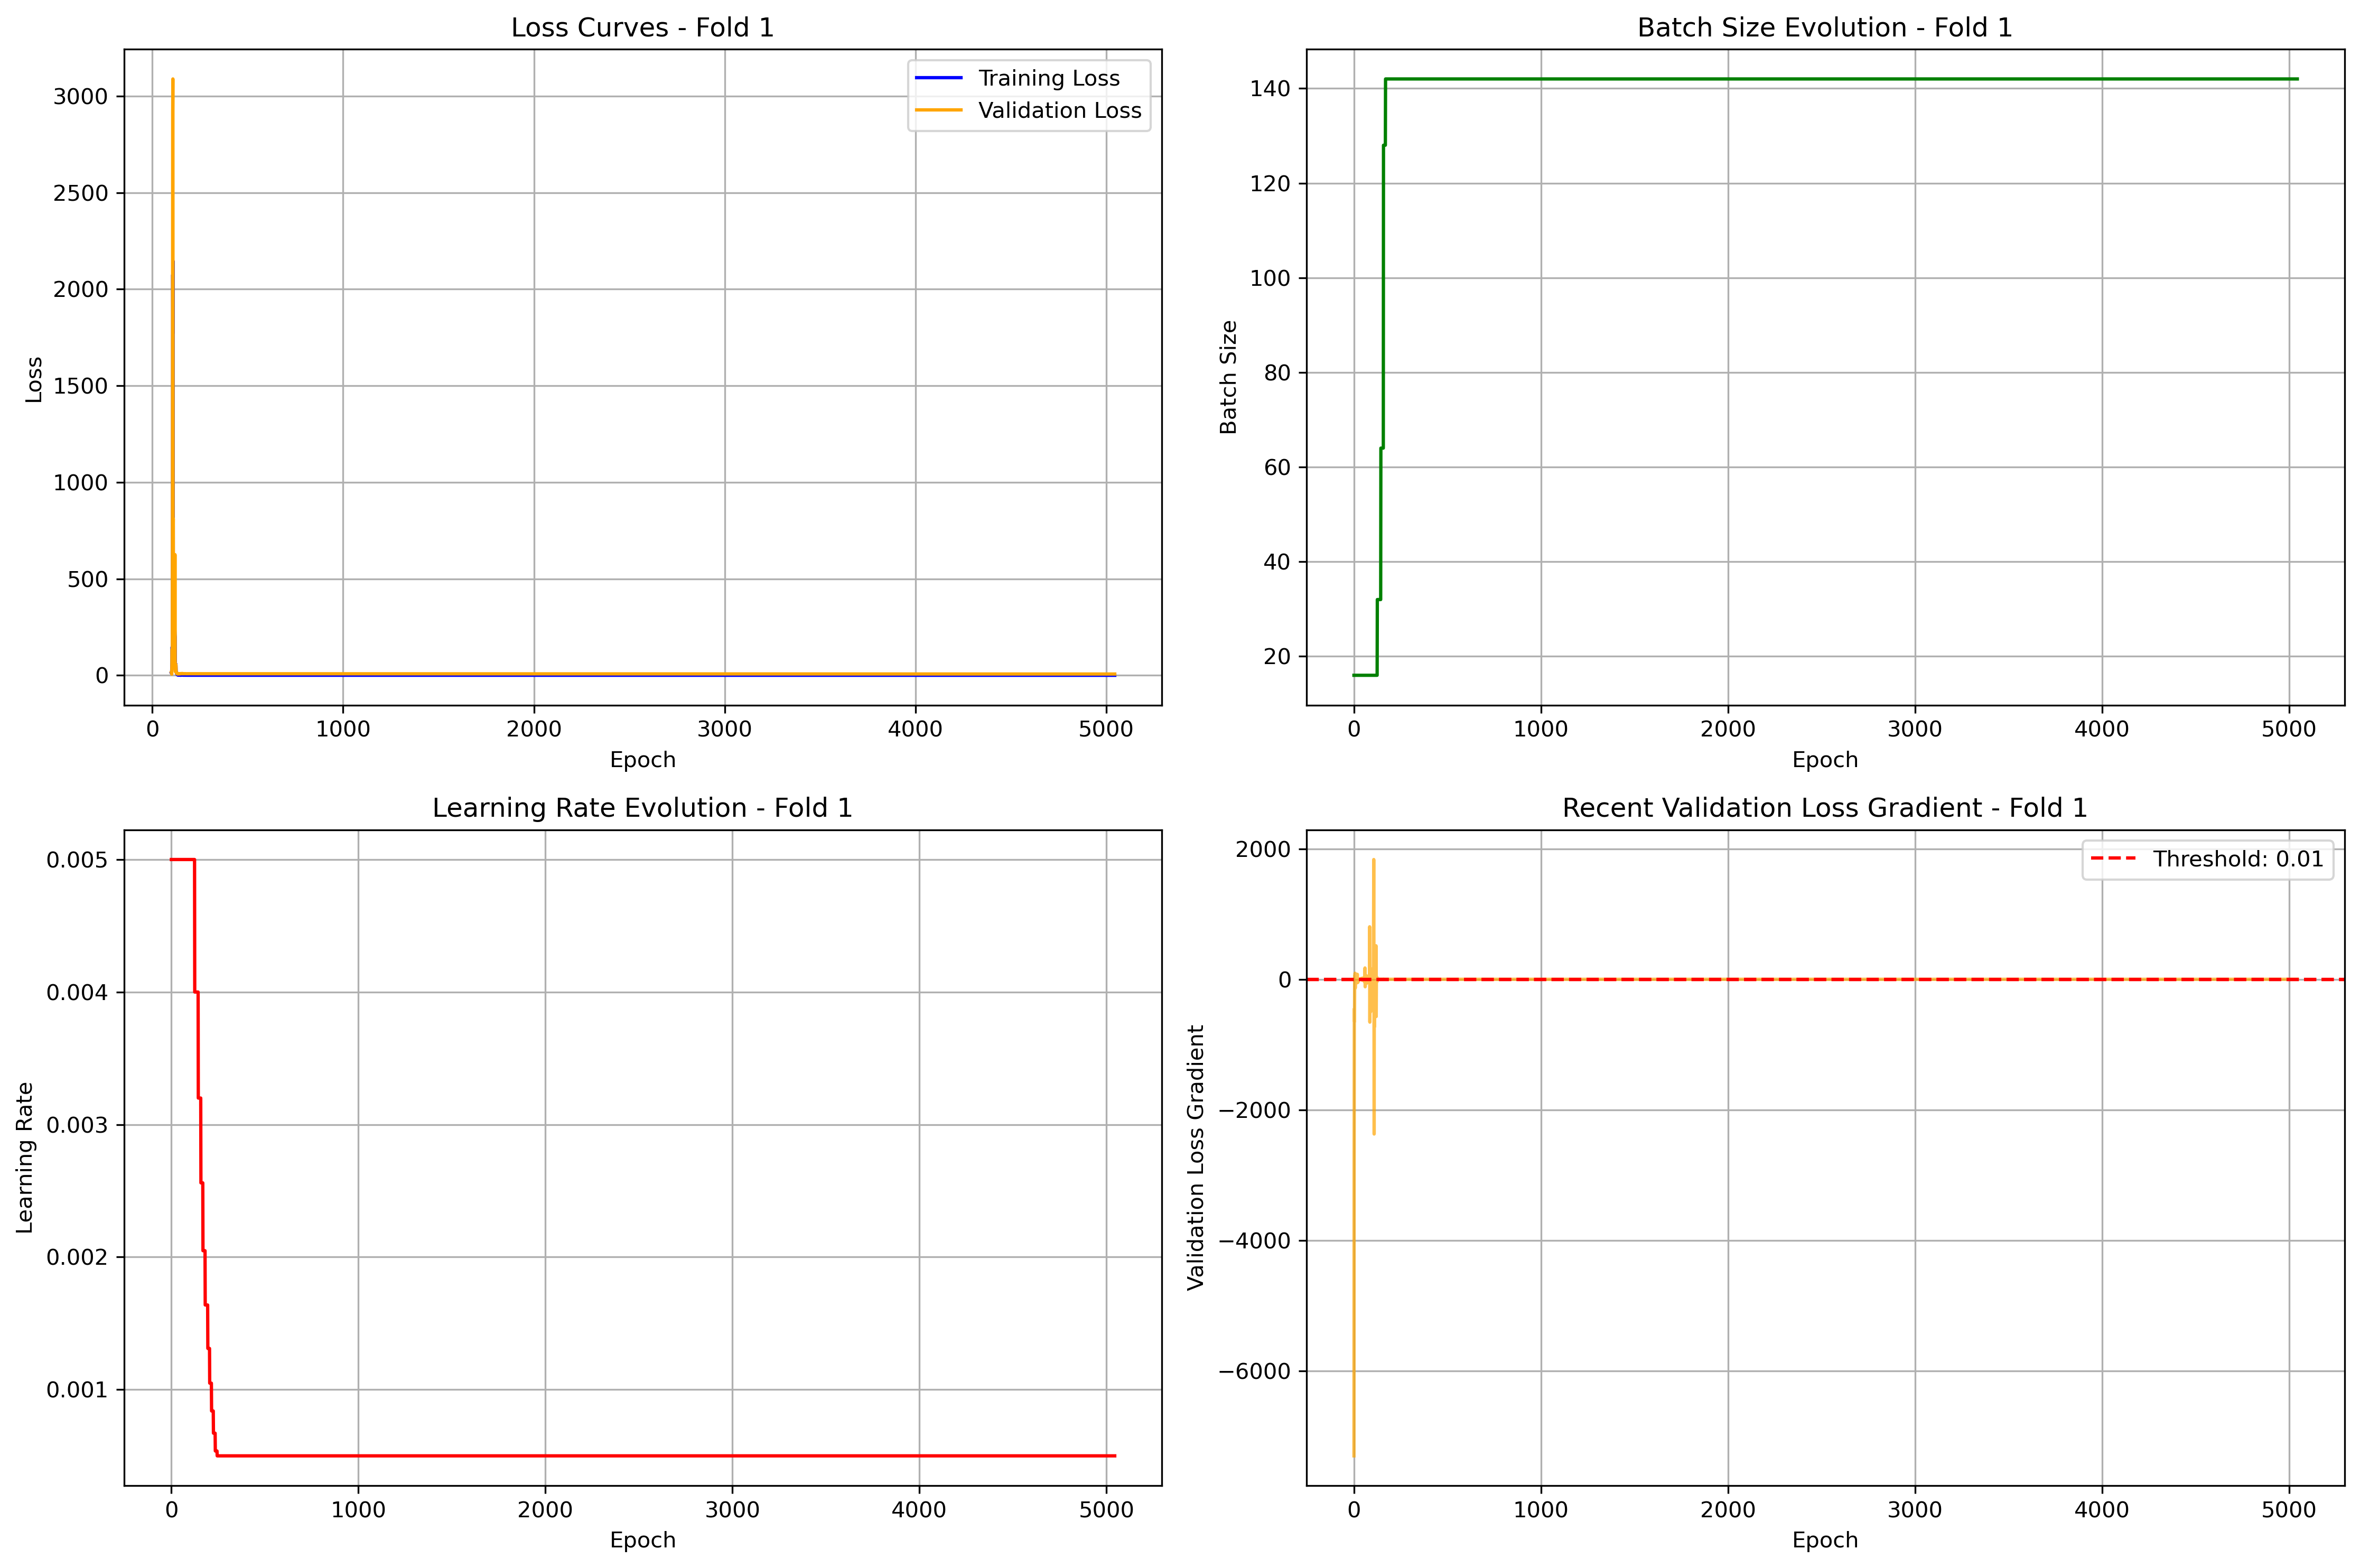 Loss Curves - Fold 1
Training Loss
Validation Loss
3000
2500
2000
1500
1000
500
0
Loss
0 1000 2000 3000 4000 5000
Epoch
Batch Size Evolution - Fold 1
140
120
100
80
60
40
20
Batch Size
0 1000 2000 3000 4000 5000
Epoch
Learning Rate Evolution - Fold 1
0.005
0.004
0.003
0.002
0.001
Learning Rate
0 1000 2000 3000 4000 5000
Epoch
Recent Validation Loss Gradient - Fold 1
Threshold: 0.01
2000
0
−2000
−4000
−6000
Validation Loss Gradient
0 1000 2000 3000 4000 5000
Epoch